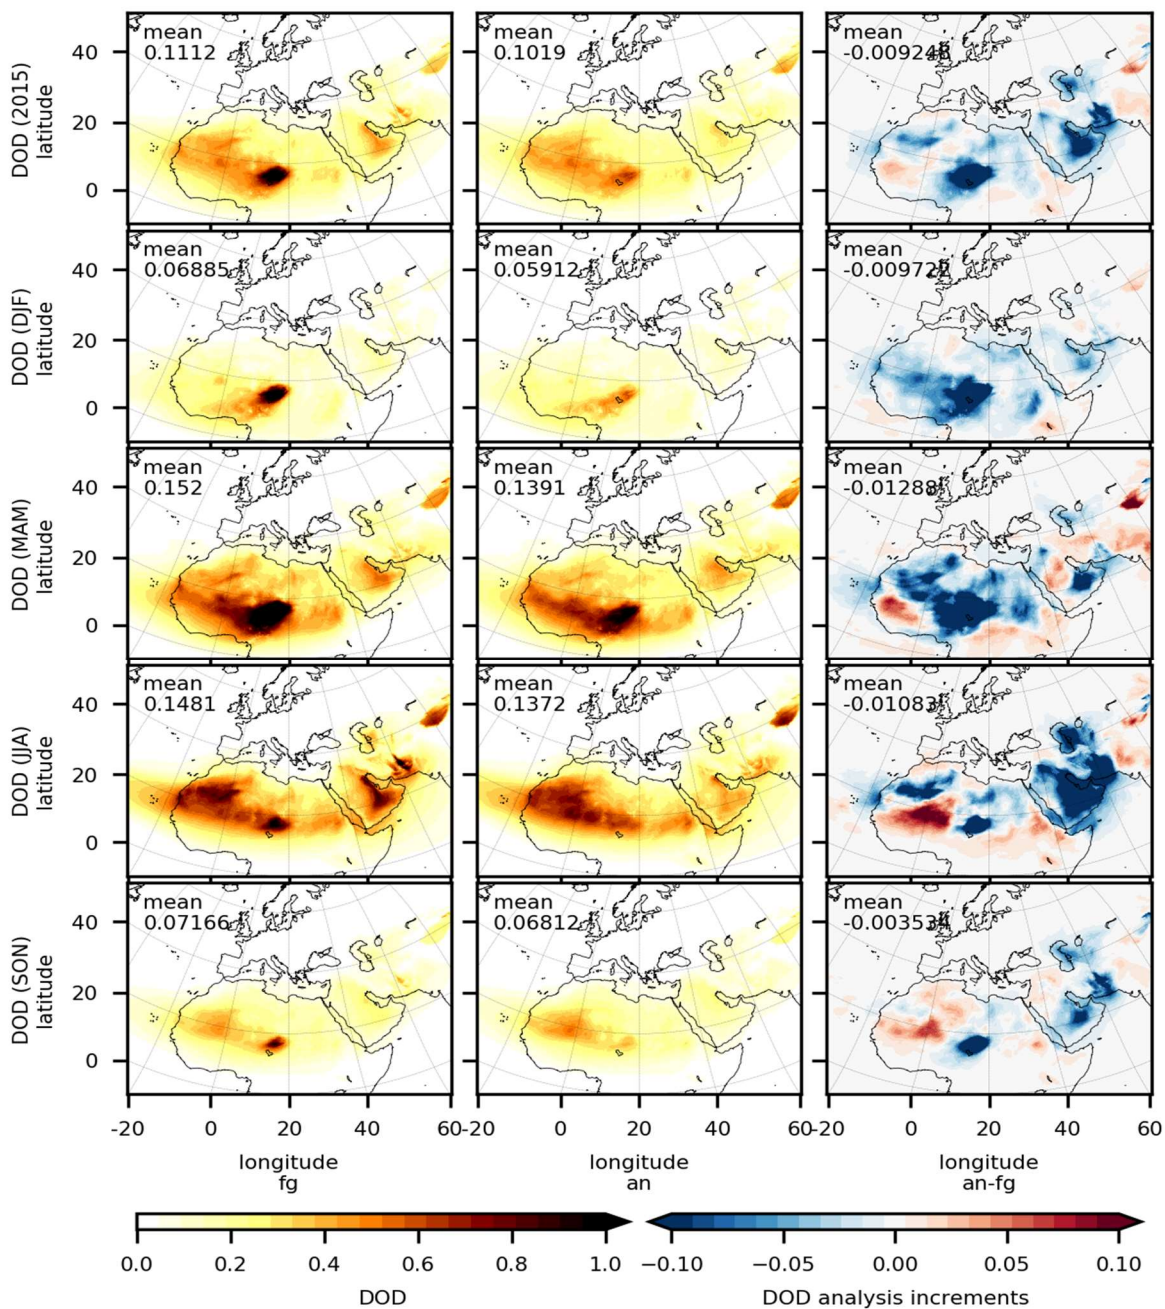 mean
0.1112
mean
0.1019
mean
-0.009248
40
20
0
DOD (2015)
latitude
mean
0.06885
mean
0.05912
mean
-0.009722
40
20
0
DOD (DJF)
latitude
mean
0.152
mean
0.1391
mean
-0.01288
40
20
0
DOD (MAM)
latitude
mean
0.1481
mean
0.1372
mean
-0.01083
40
20
0
DOD (JJA)
latitude
mean
0.07166
mean
0.06812
mean
-0.003534
40
20
0
DOD (SON)
latitude
-20 0 20 40 60
-20 0 20 40 60
-20 0 20 40 60
longitude
fg
longitude
an
longitude
an-fg
0.0 0.2 0.4 0.6 0.8 1.0
DOD
−0.10 −0.05 0.00 0.05 0.10
DOD analysis increments